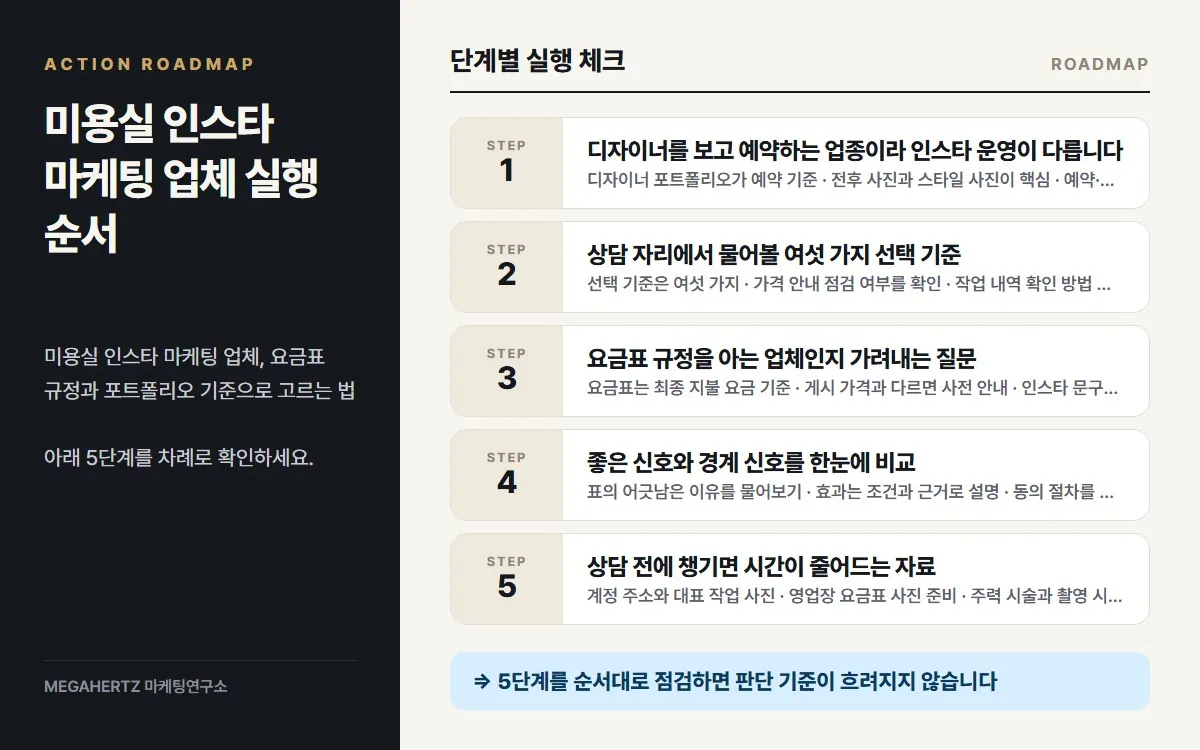 ACTION ROADMAP
미용실 인스타
마케팅 업체 실행
순서
미용실 인스타 마케팅 업체, 요금표
규정과 포트폴리오 기준으로 고르는 법
아래 5단계를 차례로 확인하세요.
MEGAHERTZ 마케팅연구소
단계별 실행 체크
ROADMAP
STEP
1
디자이너를 보고 예약하는 업종이라 인스타 운영이 다릅니다
디자이너 포트폴리오가 예약 기준 · 전후 사진과 스타일 사진이 핵심 · 예약·...
STEP
2
상담 자리에서 물어볼 여섯 가지 선택 기준
선택 기준은 여섯 가지 · 가격 안내 점검 여부를 확인 · 작업 내역 확인 방법 ...
STEP
3
요금표 규정을 아는 업체인지 가려내는 질문
요금표는 최종 지불 요금 기준 · 게시 가격과 다르면 사전 안내 · 인스타 문구...
STEP
4
좋은 신호와 경계 신호를 한눈에 비교
표의 어긋남은 이유를 물어보기 · 효과는 조건과 근거로 설명 · 동의 절차를 ...
STEP
5
상담 전에 챙기면 시간이 줄어드는 자료
계정 주소와 대표 작업 사진 · 영업장 요금표 사진 준비 · 주력 시술과 촬영 시...
→ 5단계를 순서대로 점검하면 판단 기준이 흐려지지 않습니다